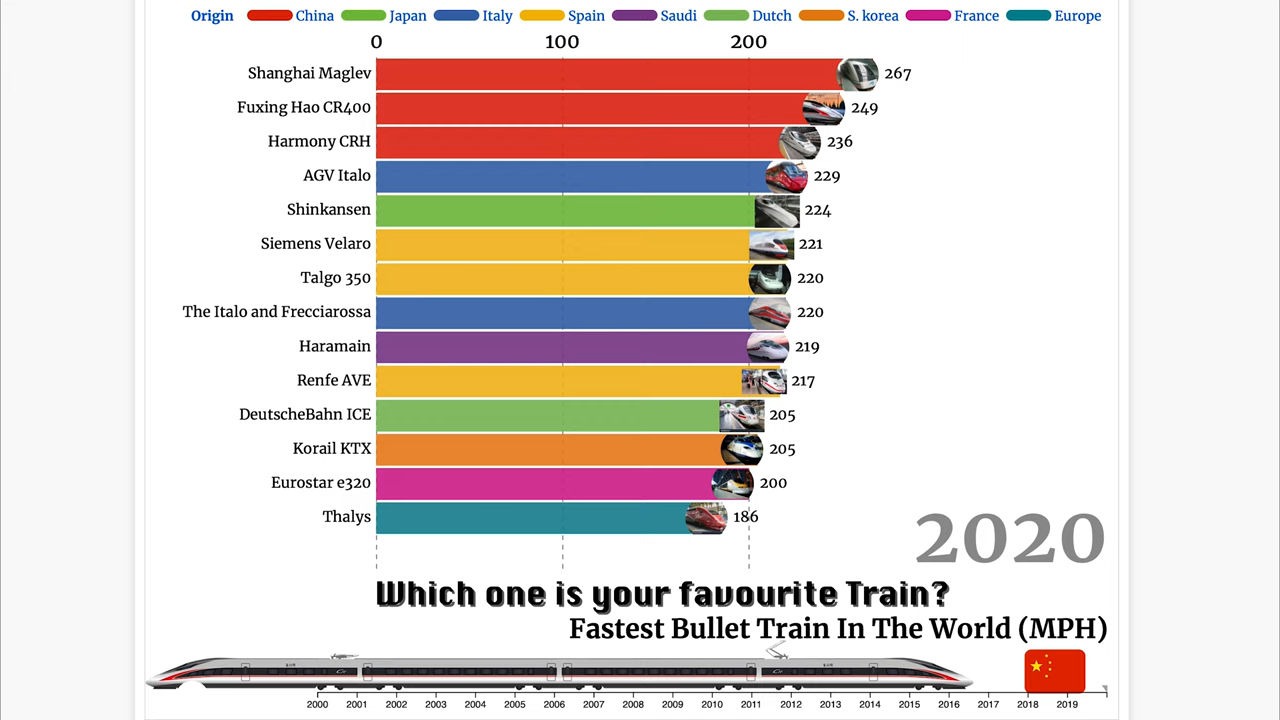 Origin China Japan Italy Spain Saudi Dutch S. korea France Europe
0 100 200
Shanghai Maglev 267
Fuxing Hao CR400 249
Harmony CRH 236
AGV Italo 229
Shinkansen 224
Siemens Velaro 221
Talgo 350 220
The Italo and Frecciarossa 220
Haramain 219
Renfe AVE 217
DeutscheBahn ICE 205
Korail KTX 205
Eurostar e320 200
Thalys 186
2020
Which one is your favourite Train?
Fastest Bullet Train In The World (MPH)
2000 2001 2002 2003 2004 2005 2006 2007 2008 2009 2010 2011 2012 2013 2014 2015 2016 2017 2018 2019